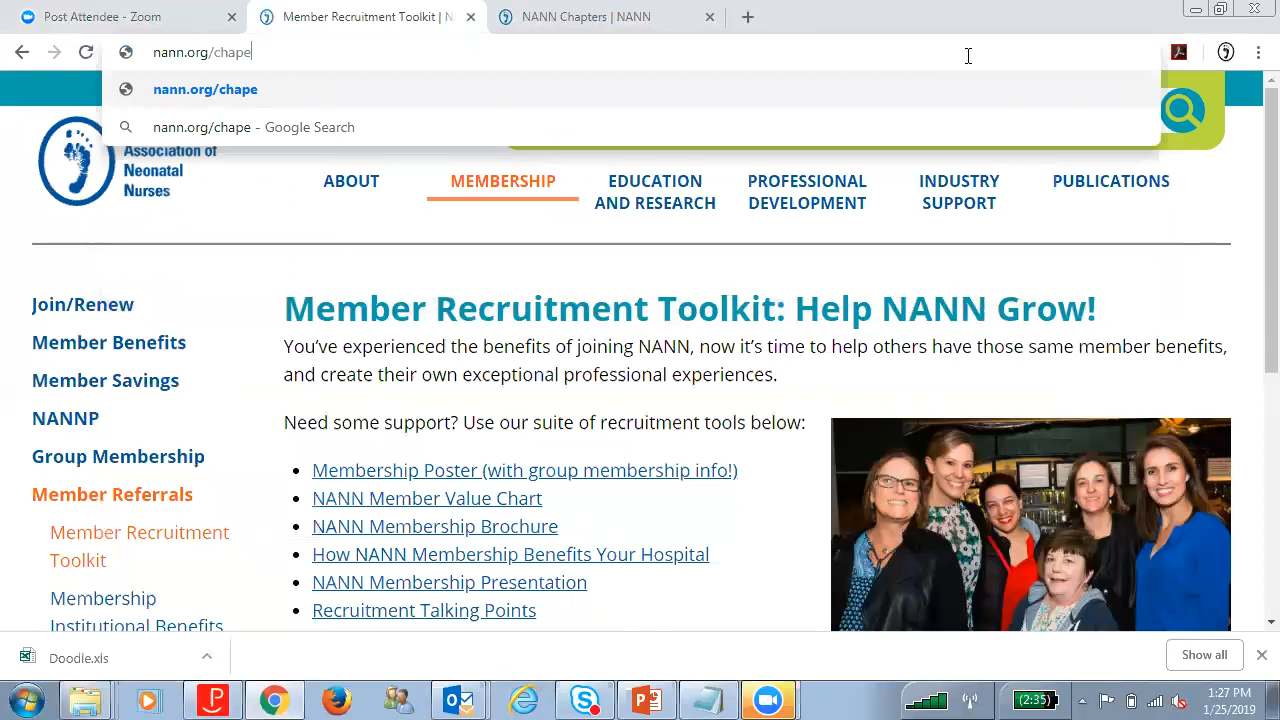 Post Attendee - Zoom
Member Recruitment Toolkit | N
NANN Chapters | NANN
nann.org/chape
nann.org/chape
nann.org/chape - Google Search
Association of
Neonatal
Nurses
ABOUT
MEMBERSHIP
EDUCATION
AND RESEARCH
PROFESSIONAL
DEVELOPMENT
INDUSTRY
SUPPORT
PUBLICATIONS
Join/Renew
Member Benefits
Member Savings
NANNP
Group Membership
Member Referrals
Member Recruitment
Toolkit
Membership
Institutional Benefits
Member Recruitment Toolkit: Help NANN Grow!
You've experienced the benefits of joining NANN, now it's time to help others have those same member benefits,
and create their own exceptional professional experiences.
Need some support? Use our suite of recruitment tools below:
• Membership Poster (with group membership info!)
• NANN Member Value Chart
• NANN Membership Brochure
• How NANN Membership Benefits Your Hospital
• NANN Membership Presentation
• Recruitment Talking Points
Doodle.xls
Show all
(2:35)
1:27 PM
1/25/2019